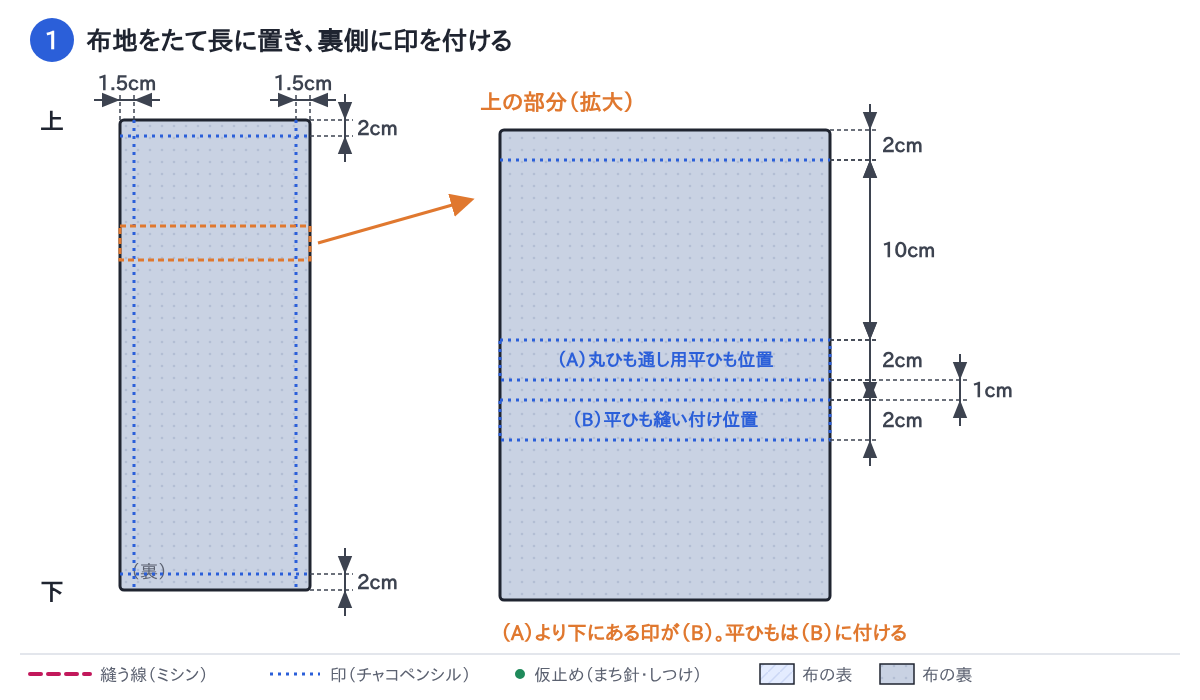 1 布地をたて長に置き、裏側に印を付ける
1.5cm 1.5cm
上
2cm
上の部分(拡大)
2cm
10cm
(A)丸ひも通し用平ひも位置
2cm
1cm
(B)平ひも縫い付け位置
2cm
(裏)
下
2cm
(A)より下にある印が(B)。平ひもは(B)に付ける
縫う線(ミシン) 印(チャコペンシル) 仮止め(まち針・しつけ) 布の表 布の裏